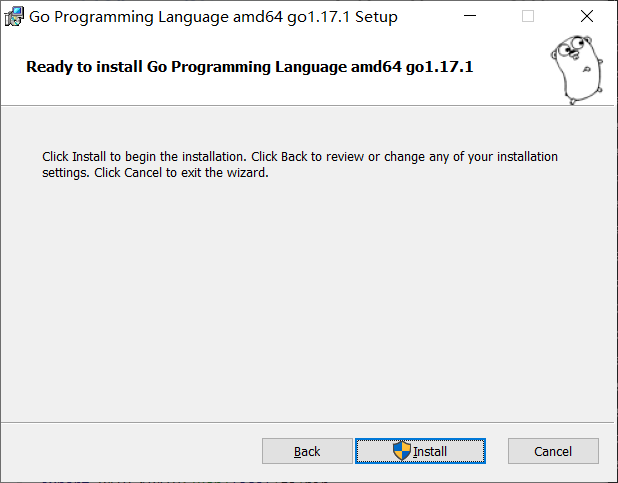 Go Programming Language amd64 go1.17.1 Setup
Ready to install Go Programming Language amd64 go1.17.1
Click Install to begin the installation. Click Back to review or change any of your installation
settings. Click Cancel to exit the wizard.
Back Install Cancel